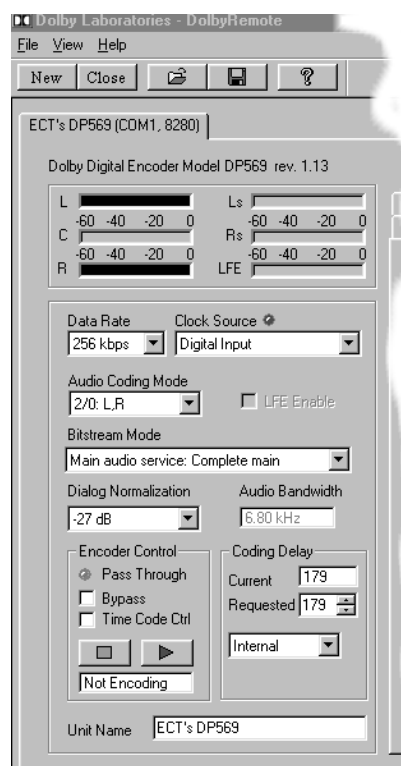 Dolby Laboratories - DolbyRemote
File View Help
New Close ?
ECT's DP569 (COM1, 8280)
Dolby Digital Encoder Model DP569 rev. 1.13
L Ls
-60 -40 -20 0 -60 -40 -20 0
C Rs
-60 -40 -20 0 -60 -40 -20 0
R LFE
Data Rate Clock Source
256 kbps Digital Input
Audio Coding Mode
2/0: L,R LFE Enable
Bitstream Mode
Main audio service: Complete main
Dialog Normalization Audio Bandwidth
-27 dB 6.80 kHz
Encoder Control Coding Delay
Pass Through Current 179
Bypass Requested 179
Time Code Ctrl
Internal
Not Encoding
Unit Name ECT's DP569